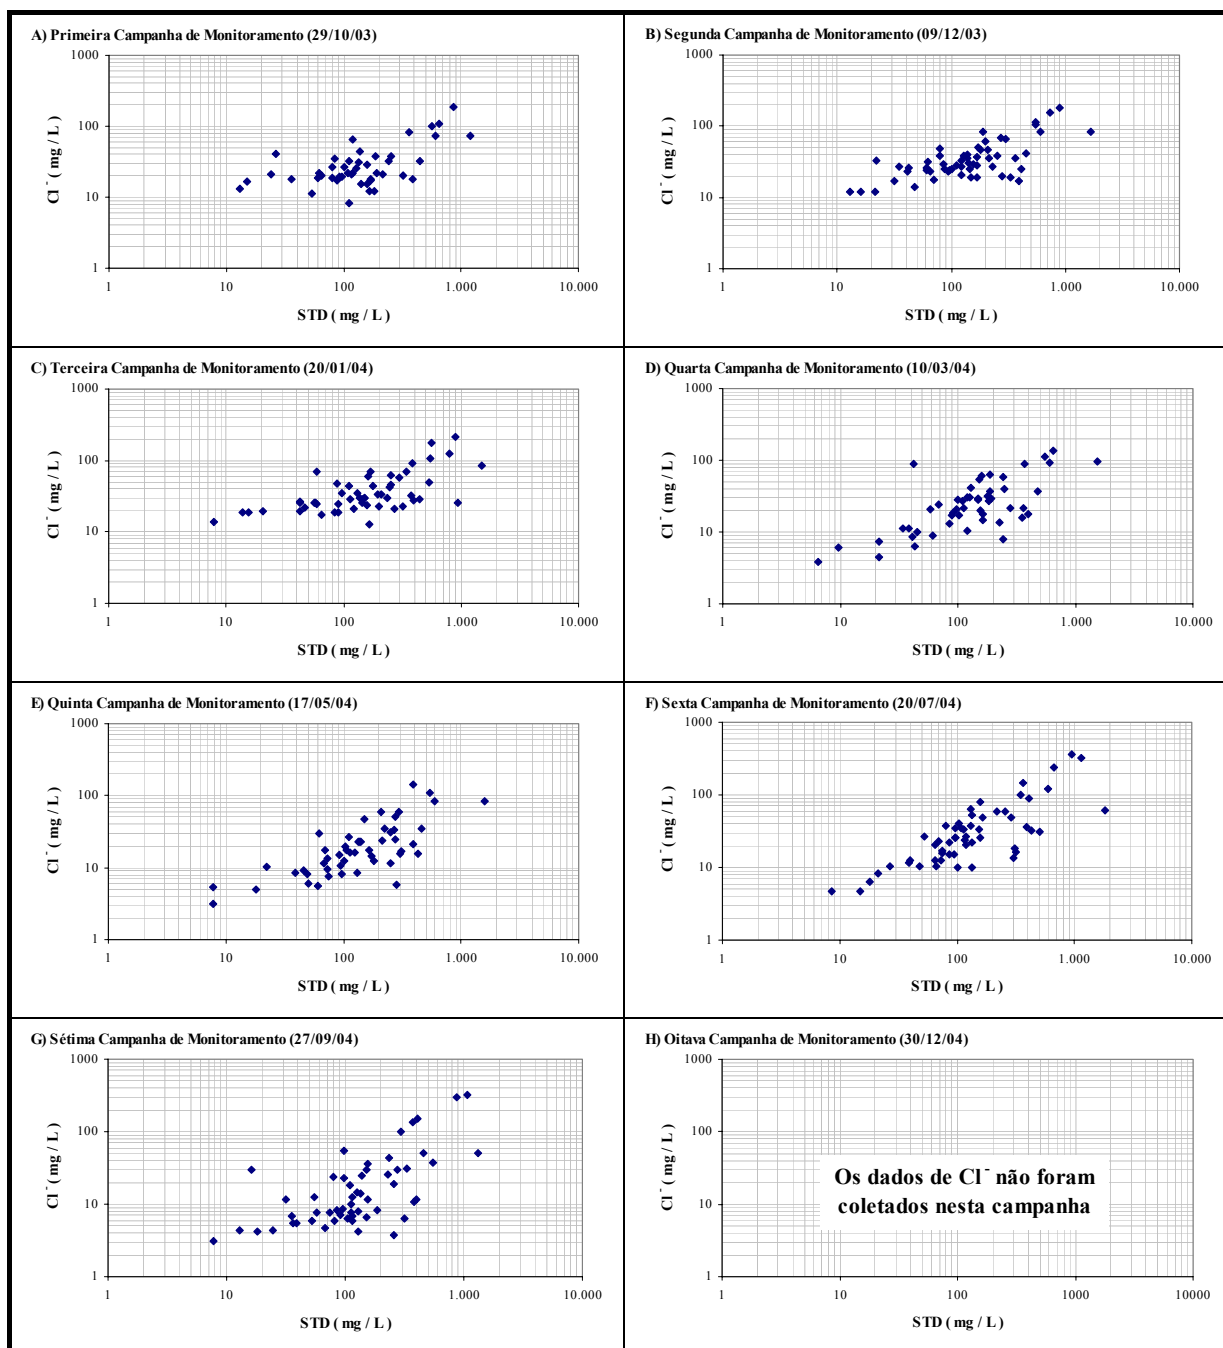 A) Primeira Campanha de Monitoramento (29/10/03)
1000
100
10
1
Cl⁻ ( mg / L )
1 10 100 1.000 10.000
STD ( mg / L )
B) Segunda Campanha de Monitoramento (09/12/03)
1000
100
10
1
Cl⁻ ( mg / L )
1 10 100 1.000 10.000
STD ( mg / L )
C) Terceira Campanha de Monitoramento (20/01/04)
1000
100
10
1
Cl⁻ ( mg / L )
1 10 100 1.000 10.000
STD ( mg / L )
D) Quarta Campanha de Monitoramento (10/03/04)
1000
100
10
1
Cl⁻ ( mg / L )
1 10 100 1.000 10.000
STD ( mg / L )
E) Quinta Campanha de Monitoramento (17/05/04)
1000
100
10
1
Cl⁻ ( mg / L )
1 10 100 1.000 10.000
STD ( mg / L )
F) Sexta Campanha de Monitoramento (20/07/04)
1000
100
10
1
Cl⁻ ( mg / L )
1 10 100 1.000 10.000
STD ( mg / L )
G) Sétima Campanha de Monitoramento (27/09/04)
1000
100
10
1
Cl⁻ ( mg / L )
1 10 100 1.000 10.000
STD ( mg / L )
H) Oitava Campanha de Monitoramento (30/12/04)
1000
100
10
1
Cl⁻ ( mg / L )
Os dados de Cl⁻ não foram
coletados nesta campanha
1 10 100 1000 10000
STD ( mg / L )